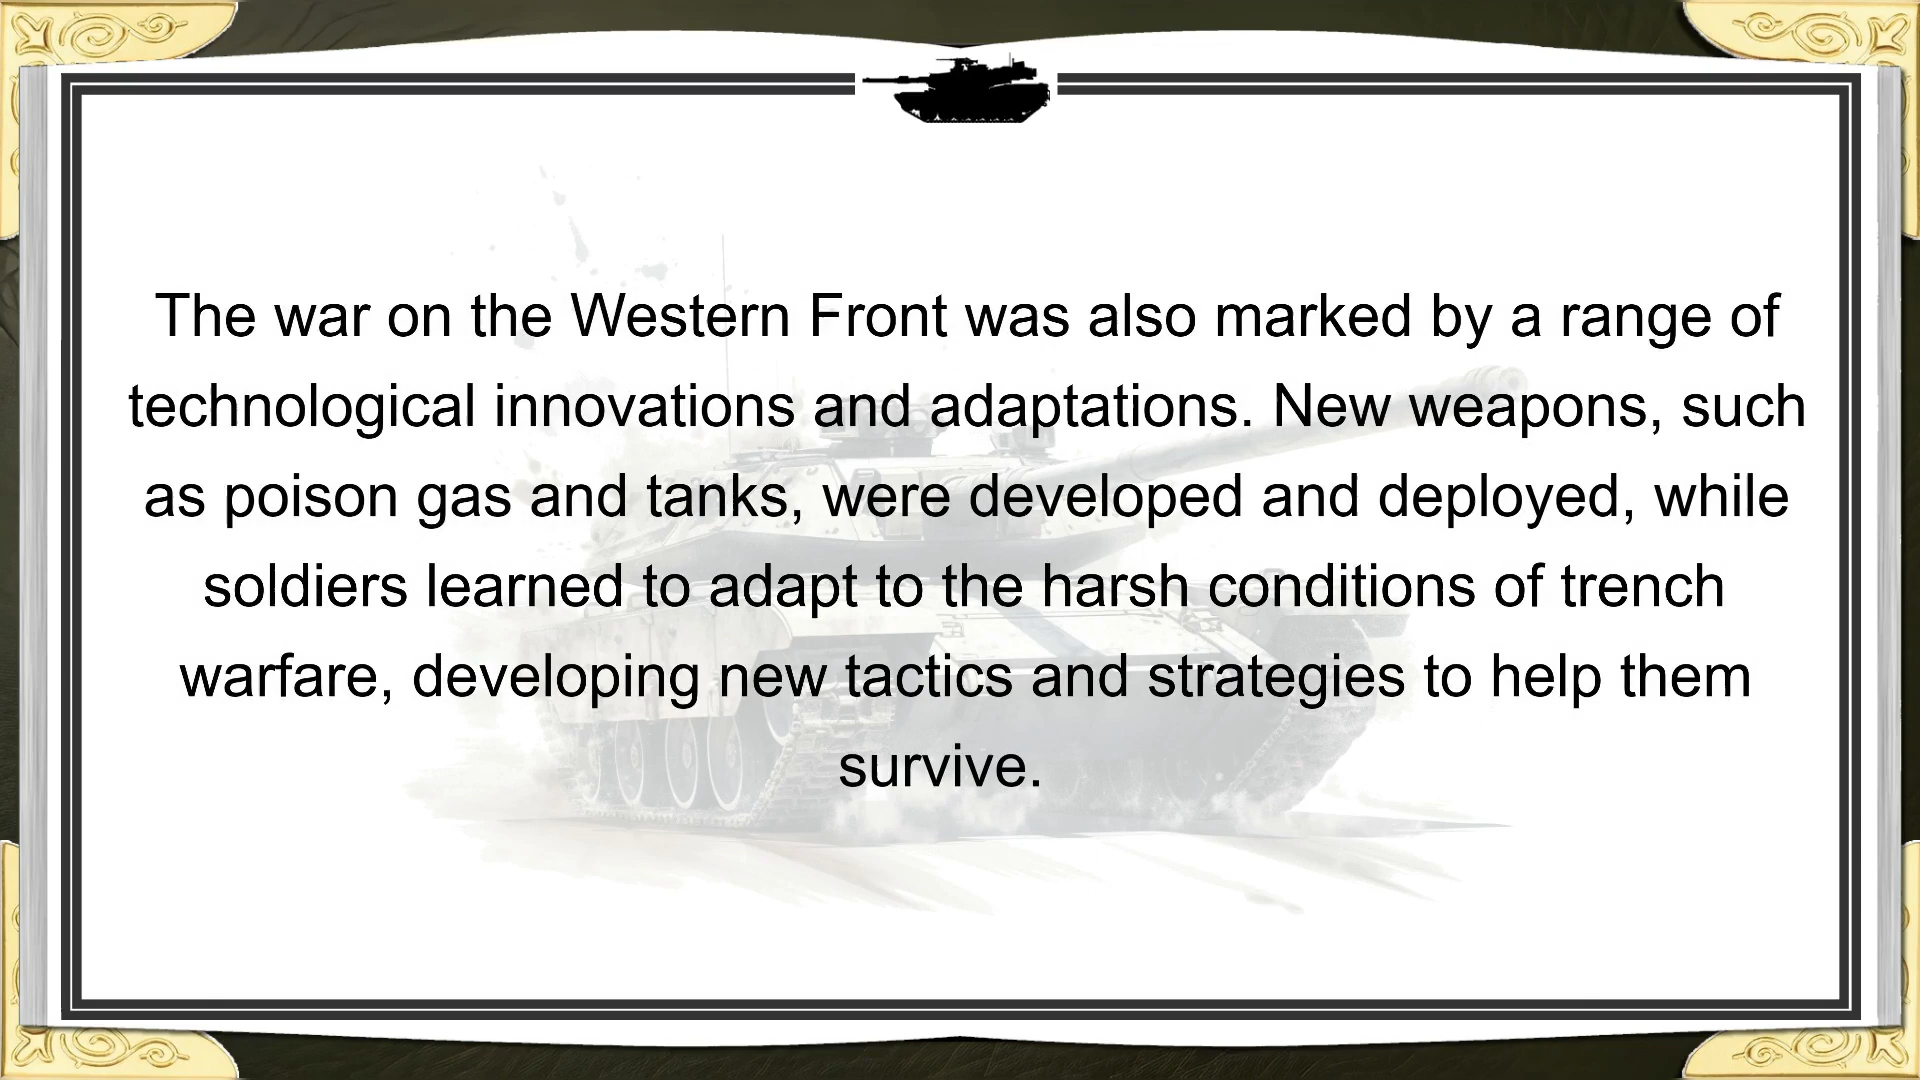 The war on the Western Front was also marked by a range of
technological innovations and adaptations. New weapons, such
as poison gas and tanks, were developed and deployed, while
soldiers learned to adapt to the harsh conditions of trench
warfare, developing new tactics and strategies to help them
survive.